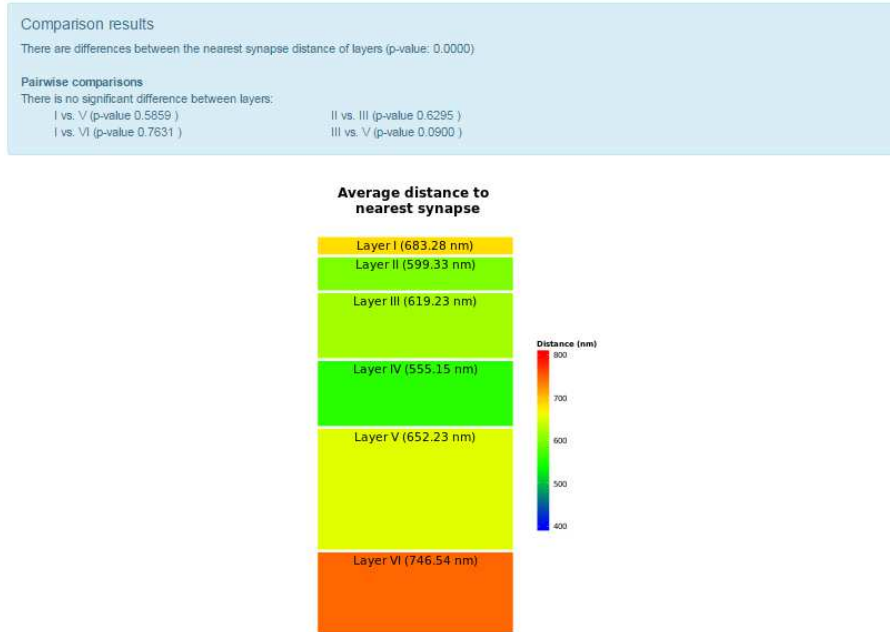 Comparison results
There are differences between the nearest synapse distance of layers (p-value: 0.0000)
Pairwise comparisons
There is no significant difference between layers:
I vs. V (p-value 0.5859 )
II vs. III (p-value 0.6295 )
I vs. VI (p-value 0.7631 )
III vs. V (p-value 0.0900 )
Average distance to
nearest synapse
Layer I (683.28 nm)
Layer II (599.33 nm)
Layer III (619.23 nm)
Layer IV (555.15 nm)
Layer V (652.23 nm)
Layer VI (746.54 nm)
Distance (nm)
800
700
600
500
400